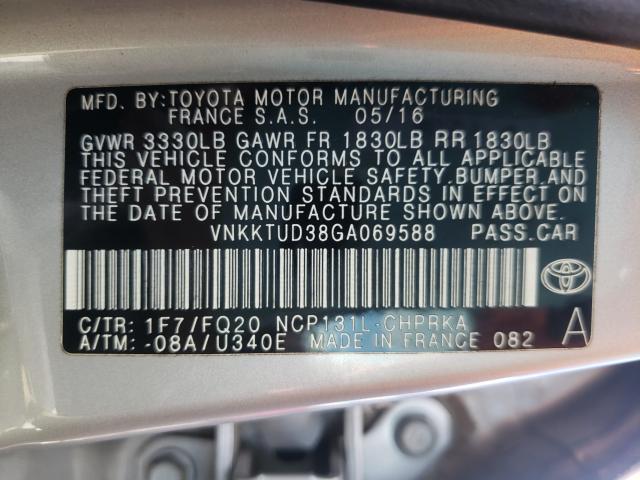 MFD. BY:TOYOTA MOTOR MANUFACTURING
FRANCE S.A.S. 05/16
GVWR 3330LB GAWR FR 1830LB RR 1830LB
THIS VEHICLE CONFORMS TO ALL APPLICABLE
FEDERAL MOTOR VEHICLE SAFETY,BUMPER,AND
THEFT PREVENTION STANDARDS IN EFFECT ON
THE DATE OF MANUFACTURE SHOWN ABOVE.
VNKKTUD38GA069588 PASS.CAR
C/TR: 1F7/FQ20 NCP131L-CHPRKA A
A/TM: -08A/U340E MADE IN FRANCE 082